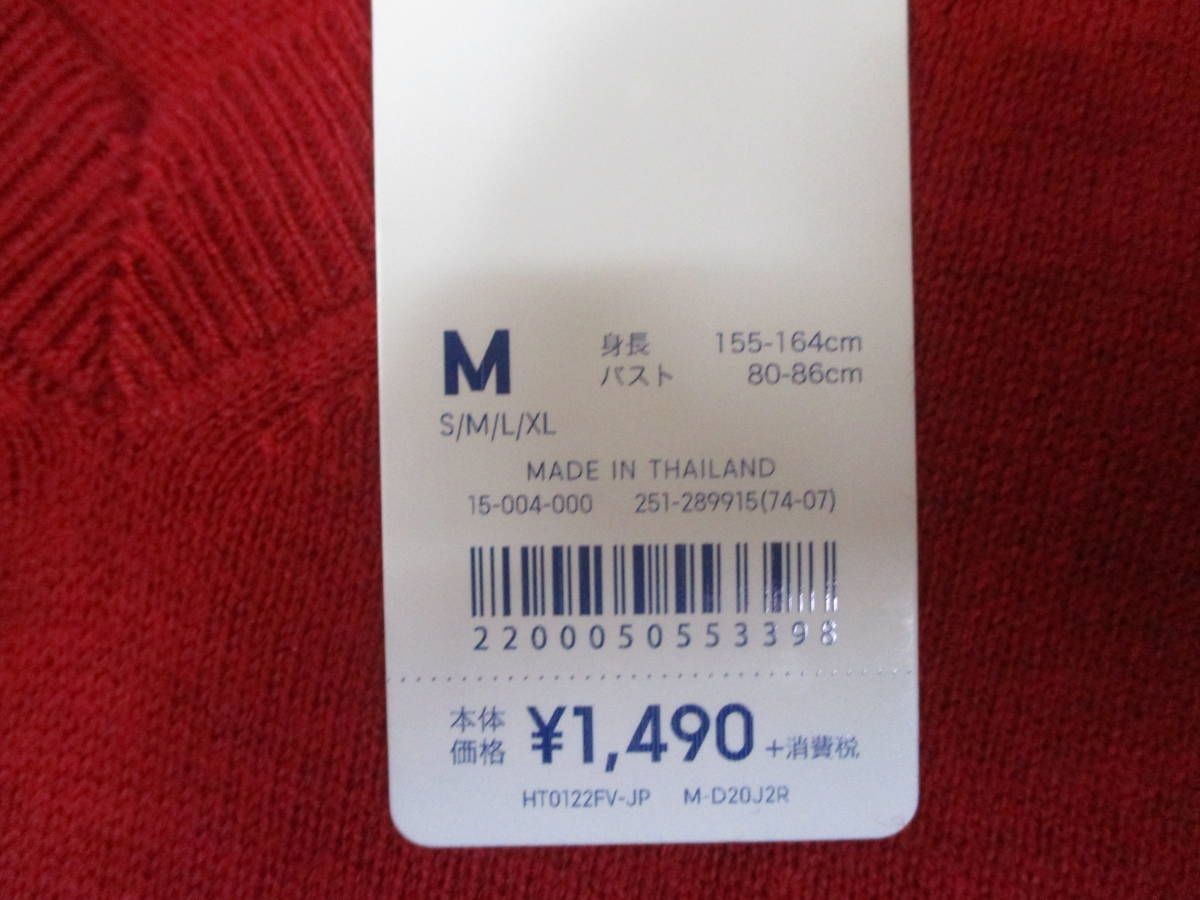 M
身長 155-164cm
バスト 80-86cm
S/M/L/XL
MADE IN THAILAND
15-004-000 251-289915(74-07)
2200050553398
本体価格 ¥1,490 +消費税
HT0122FV-JP M-D20J2R